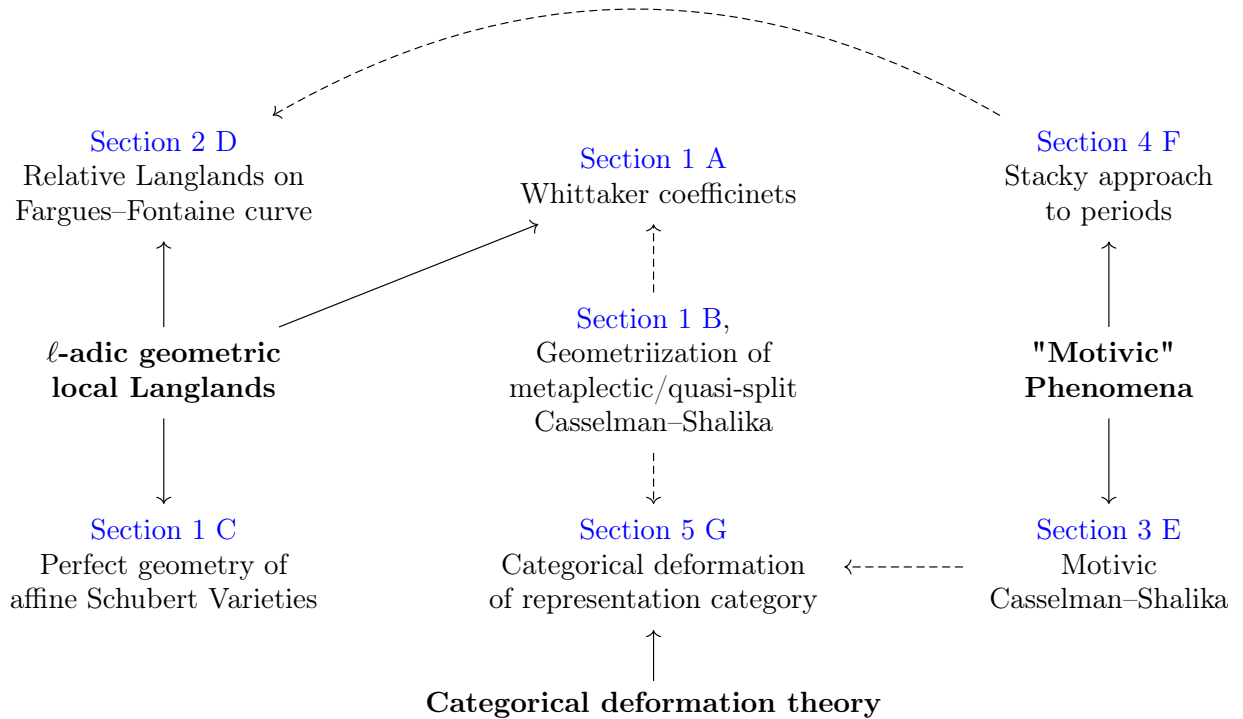 Section 2 D
Relative Langlands on
Fargues–Fontaine curve
Section 1 A
Whittaker coefficinets
Section 4 F
Stacky approach
to periods
ℓ-adic geometric
local Langlands
Section 1 B,
Geometriization of
metaplectic/quasi-split
Casselman–Shalika
"Motivic"
Phenomena
Section 1 C
Perfect geometry of
affine Schubert Varieties
Section 5 G
Categorical deformation
of representation category
Section 3 E
Motivic
Casselman–Shalika
Categorical deformation theory